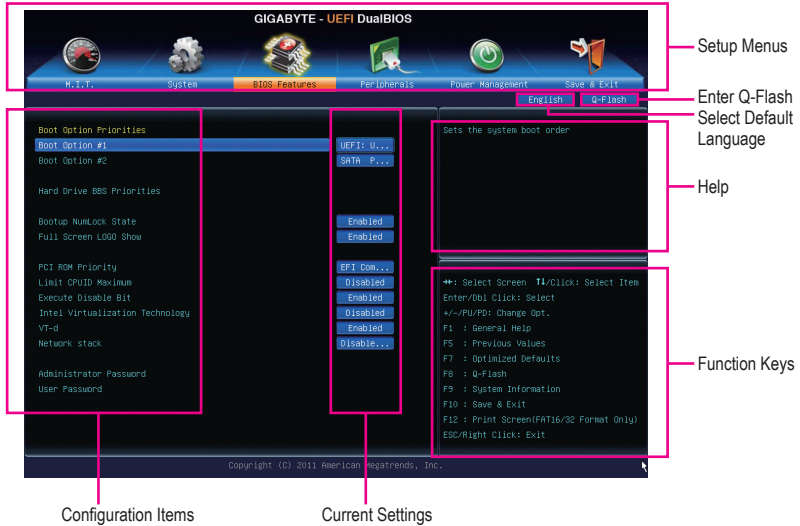 GIGABYTE - UEFI DualBIOS
M.I.T. System BIOS Features Peripherals Power Management Save & Exit
Setup Menus
English Q-Flash
Enter Q-Flash
Select Default
Language
Boot Option Priorities
Boot Option #1 UEFI: U...
Boot Option #2 SATA P...
Hard Drive BBS Priorities
Bootup NumLock State Enabled
Full Screen LOGO Show Enabled
PCI ROM Priority EFI Com...
Limit CPUID Maximum Disabled
Execute Disable Bit Enabled
Intel Virtualization Technology Disabled
VT-d Enabled
Network stack Disable...
Administrator Password
User Password
Sets the system boot order
Help
→←: Select Screen ↑↓/Click: Select Item
Enter/Dbl Click: Select
+/-/PU/PD: Change Opt.
F1 : General Help
F5 : Previous Values
F7 : Optimized Defaults
F8 : Q-Flash
F9 : System Information
F10 : Save & Exit
F12 : Print Screen(FAT16/32 Format Only)
ESC/Right Click: Exit
Function Keys
Copyright (C) 2011 American Megatrends, Inc.
Configuration Items
Current Settings